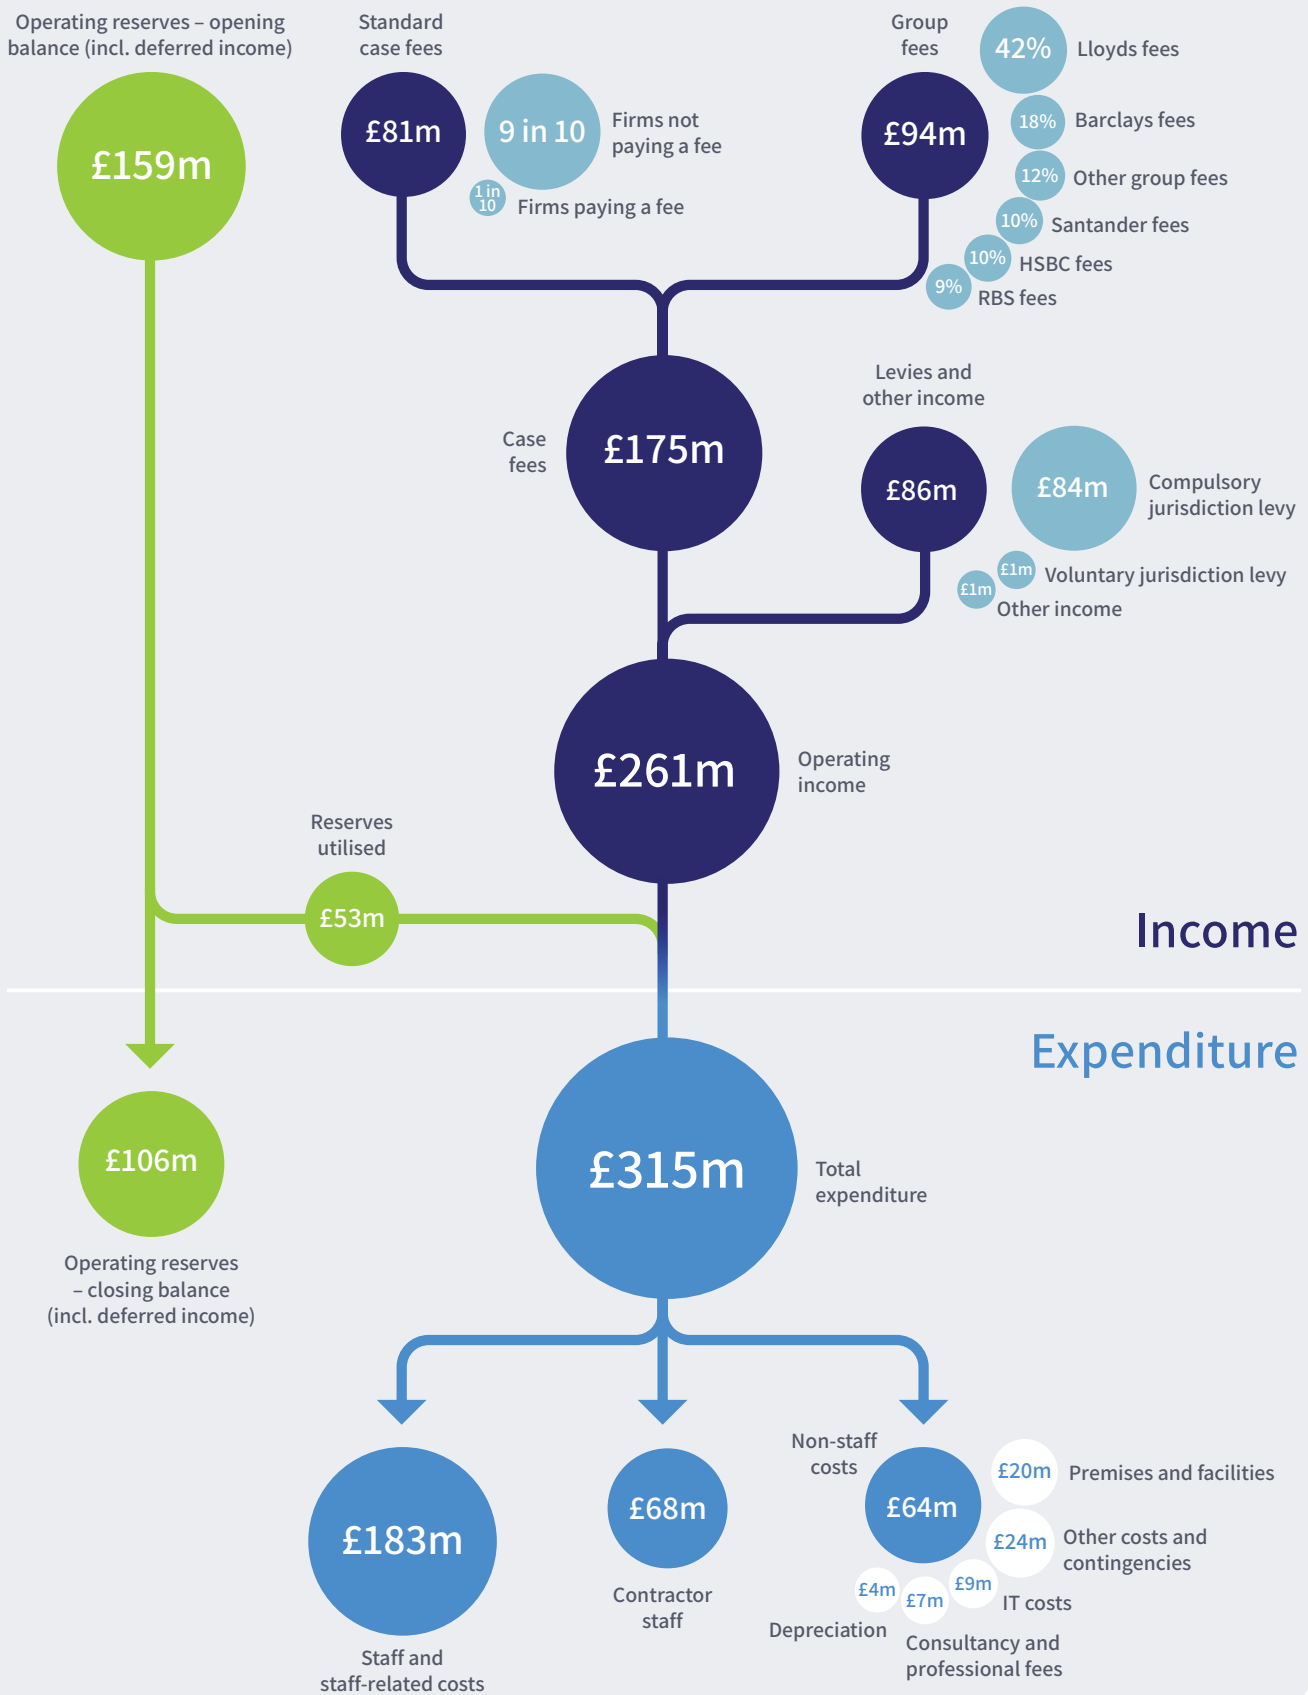 Operating reserves – opening
balance (incl. deferred income)
£159m
Standard
case fees
£81m
9 in 10
Firms not
paying a fee
1 in
10
Firms paying a fee
Group
fees
£94m
42%
Lloyds fees
18%
Barclays fees
12%
Other group fees
10%
Santander fees
10%
HSBC fees
9%
RBS fees
Case
fees
£175m
Levies and
other income
£86m
£84m
Compulsory
jurisdiction levy
£1m
Voluntary jurisdiction levy
£1m
Other income
£261m
Operating
income
Reserves
utilised
£53m
Income
Expenditure
£106m
Operating reserves
– closing balance
(incl. deferred income)
£315m
Total
expenditure
£183m
Staff and
staff-related costs
£68m
Contractor
staff
Non-staff
costs
£64m
£20m
Premises and facilities
£24m
Other costs and
contingencies
£9m
IT costs
£7m
Consultancy and
professional fees
£4m
Depreciation